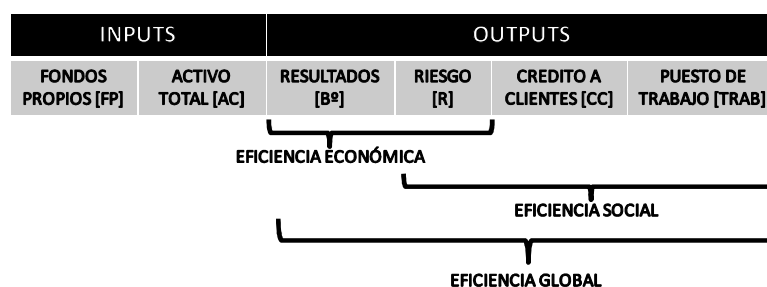 INPUTS OUTPUTS
FONDOS PROPIOS [FP]
ACTIVO TOTAL [AC]
RESULTADOS [Bº]
RIESGO [R]
CREDITO A CLIENTES [CC]
PUESTO DE TRABAJO [TRAB]
EFICIENCIA ECONÓMICA
EFICIENCIA SOCIAL
EFICIENCIA GLOBAL